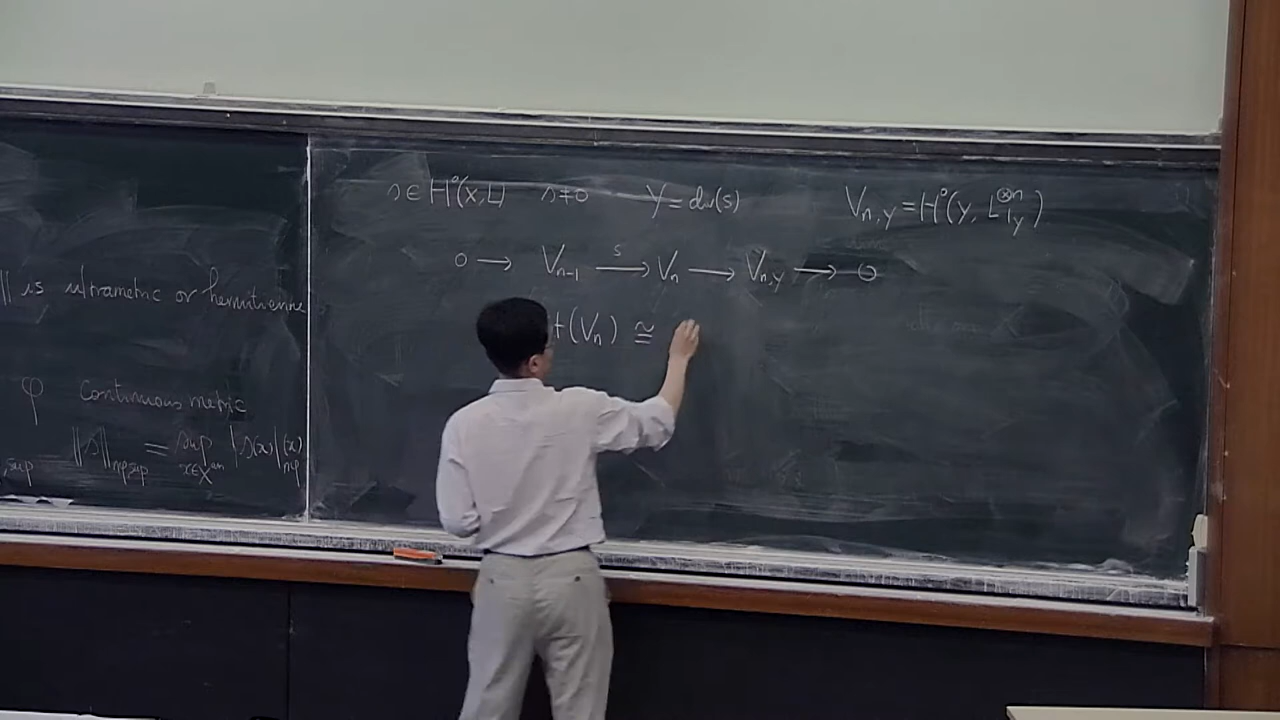 ‖ is ultrametric or hermitienne
φ continuous metric
,sup ‖s‖_{nφ,sup} = sup_{x∈X^{an}} |s(x)|_{nφ}(x)
s ∈ H⁰(X,L) s≠0 Y = div(s) V_{n,Y} = H⁰(Y, L|_Y^{⊗n})
0 → V_{n-1} —s→ V_n → V_{n,Y} → 0
t(V_n) ≅